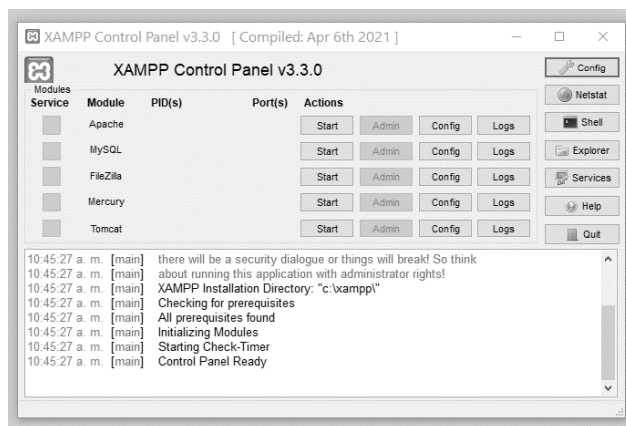 XAMPP Control Panel v3.3.0 [ Compiled: Apr 6th 2021 ]
XAMPP Control Panel v3.3.0
Config
Netstat
Shell
Explorer
Services
Help
Quit
Modules
Service Module PID(s) Port(s) Actions
Apache Start Admin Config Logs
MySQL Start Admin Config Logs
FileZilla Start Admin Config Logs
Mercury Start Admin Config Logs
Tomcat Start Admin Config Logs
10:45:27 a. m. [main] there will be a security dialogue or things will break! So think
10:45:27 a. m. [main] about running this application with administrator rights!
10:45:27 a. m. [main] XAMPP Installation Directory: "c:\xampp\"
10:45:27 a. m. [main] Checking for prerequisites
10:45:27 a. m. [main] All prerequisites found
10:45:27 a. m. [main] Initializing Modules
10:45:27 a. m. [main] Starting Check-Timer
10:45:27 a. m. [main] Control Panel Ready